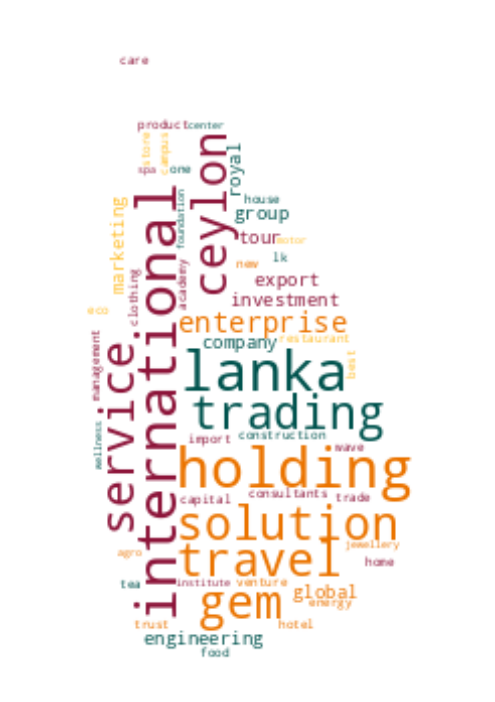 care
product
center
store
campus
ceylon
royal
spa
one
international
foundation
house
marketing
group
tour
motor
lk
academy
new
clothing
export
investment
eco
enterprise
service
management
company
restaurant
lanka
best
trading
wellness
import
construction
wave
holding
capital
consultants
trade
solution
travel
jewellery
agro
home
tea
institute
venture
gem
global
energy
trust
hotel
engineering
food